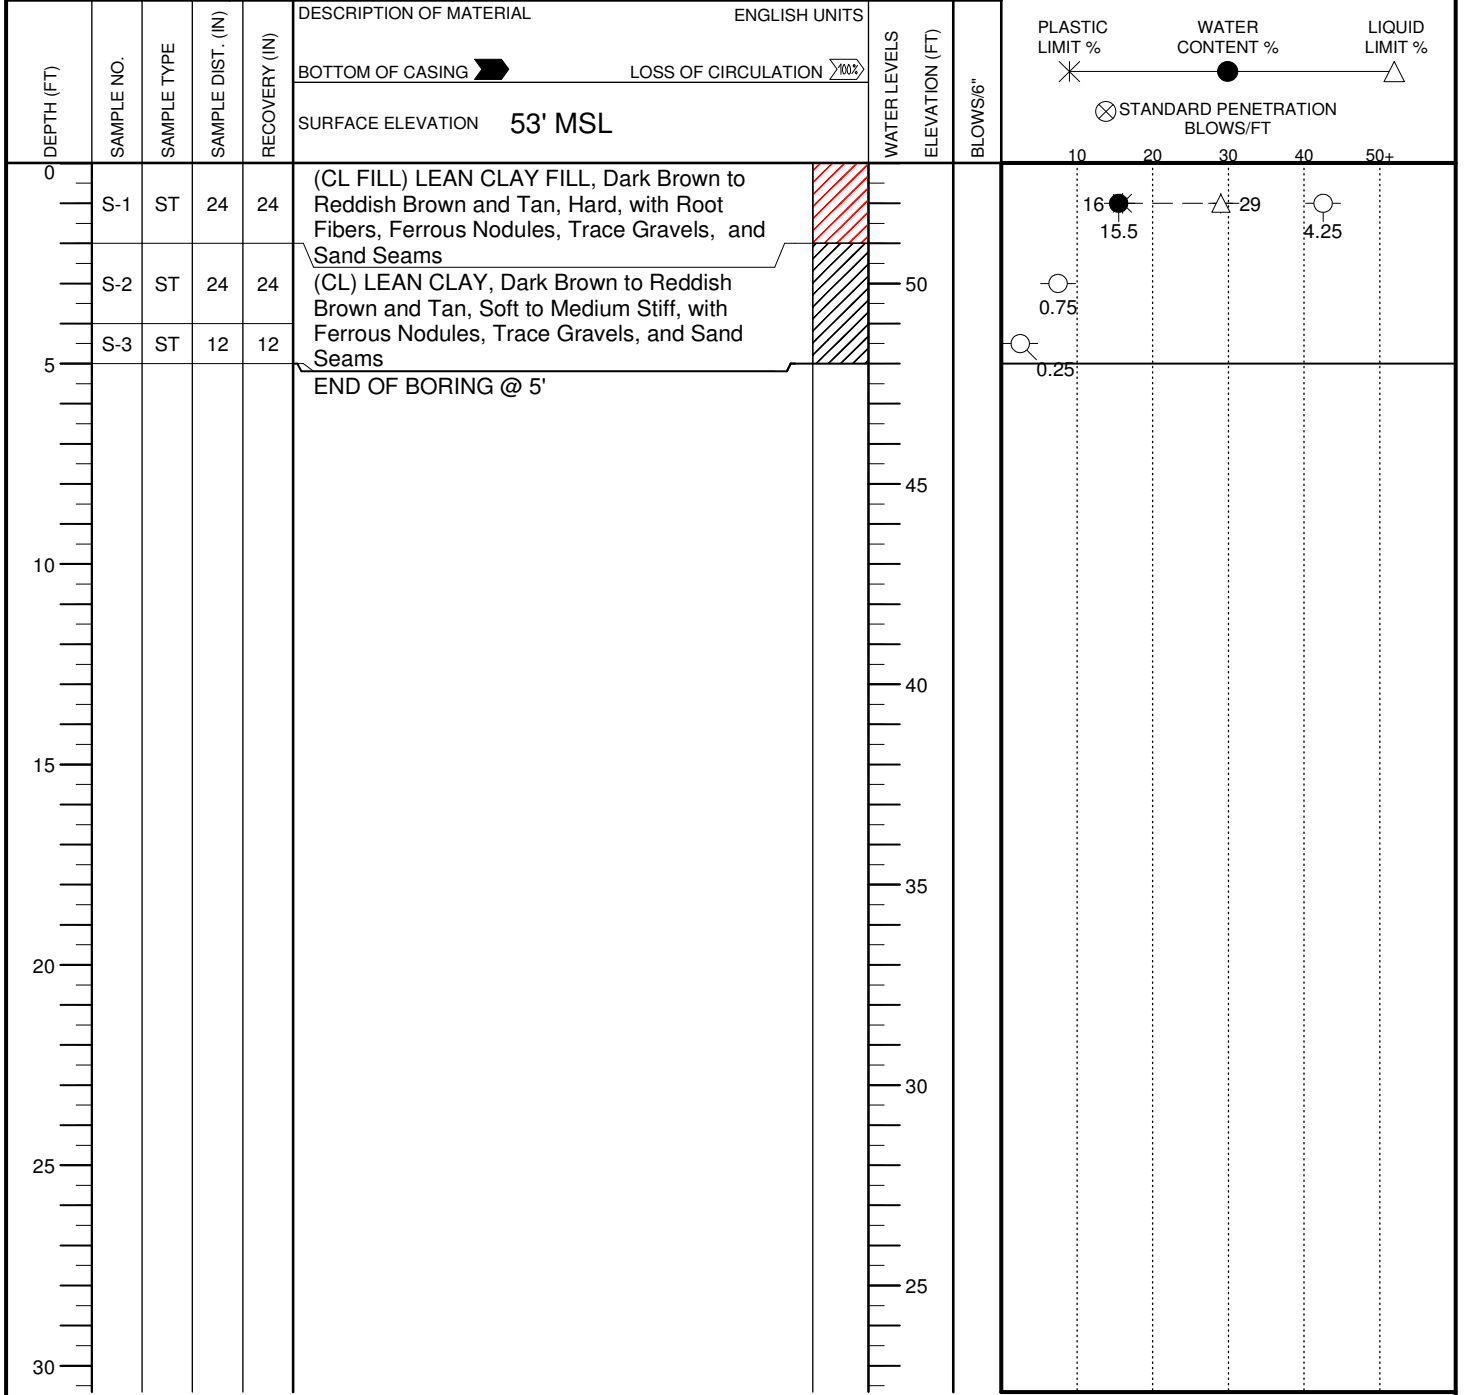 DEPTH (FT)
SAMPLE NO.
SAMPLE TYPE
SAMPLE DIST. (IN)
RECOVERY (IN)
DESCRIPTION OF MATERIAL ENGLISH UNITS
BOTTOM OF CASING LOSS OF CIRCULATION 100%
SURFACE ELEVATION 53' MSL
WATER LEVELS
ELEVATION (FT)
BLOWS/6"
PLASTIC LIMIT %
WATER CONTENT %
LIQUID LIMIT %
STANDARD PENETRATION
BLOWS/FT
10 20 30 40 50+
0
S-1 ST 24 24
(CL FILL) LEAN CLAY FILL, Dark Brown to
Reddish Brown and Tan, Hard, with Root
Fibers, Ferrous Nodules, Trace Gravels, and
Sand Seams
16 29
15.5 4.25
S-2 ST 24 24
(CL) LEAN CLAY, Dark Brown to Reddish
Brown and Tan, Soft to Medium Stiff, with
Ferrous Nodules, Trace Gravels, and Sand
Seams
50
0.75
S-3 ST 12 12
0.25
5
END OF BORING @ 5'
45
10
40
15
35
20
30
25
25
30